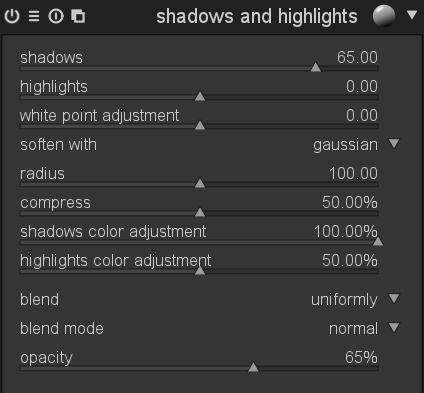 shadows and highlights
shadows 65.00
highlights 0.00
white point adjustment 0.00
soften with gaussian
radius 100.00
compress 50.00%
shadows color adjustment 100.00%
highlights color adjustment 50.00%
blend uniformly
blend mode normal
opacity 65%